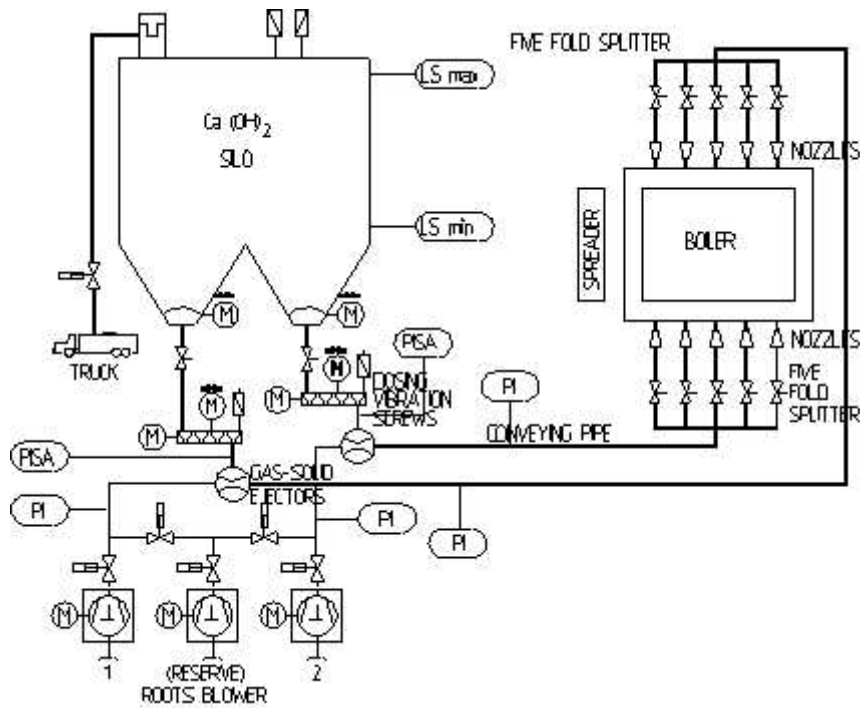 FIVE FOLD SPLITTER
LS max
Ca (OH)2
SILO
NOZZLES
LS min
SPREADER
BOILER
M
M
TRUCK
PISA
NOZZLES
M
M
PI
FIVE
FOLD
SPLITTER
DOSING
VIBRATION
SCREWS
M
M
CONVEYING PIPE
PISA
GAS-SOLID
EJECTORS
PI
PI
PI
M
M
M
1
(RESERVE)
2
ROOTS BLOWER